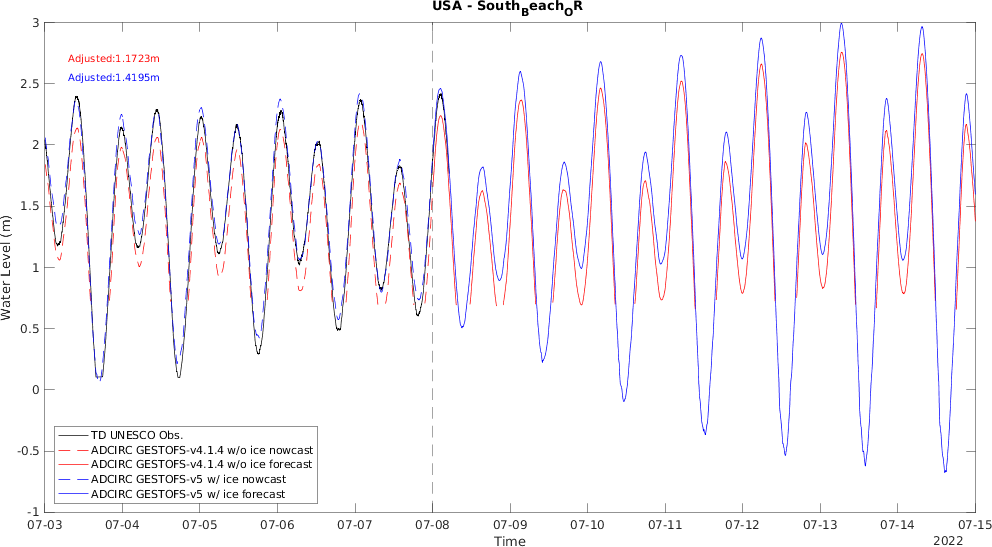 USA - SouthBeachOR
Adjusted:1.1723m
Adjusted:1.4195m
3
2.5
2
1.5
1
0.5
0
-0.5
-1
Water Level (m)
TD UNESCO Obs.
ADCIRC GESTOFS-v4.1.4 w/o ice nowcast
ADCIRC GESTOFS-v4.1.4 w/o ice forecast
ADCIRC GESTOFS-v5 w/ ice nowcast
ADCIRC GESTOFS-v5 w/ ice forecast
07-03 07-04 07-05 07-06 07-07 07-08 07-09 07-10 07-11 07-12 07-13 07-14 07-15
Time
2022